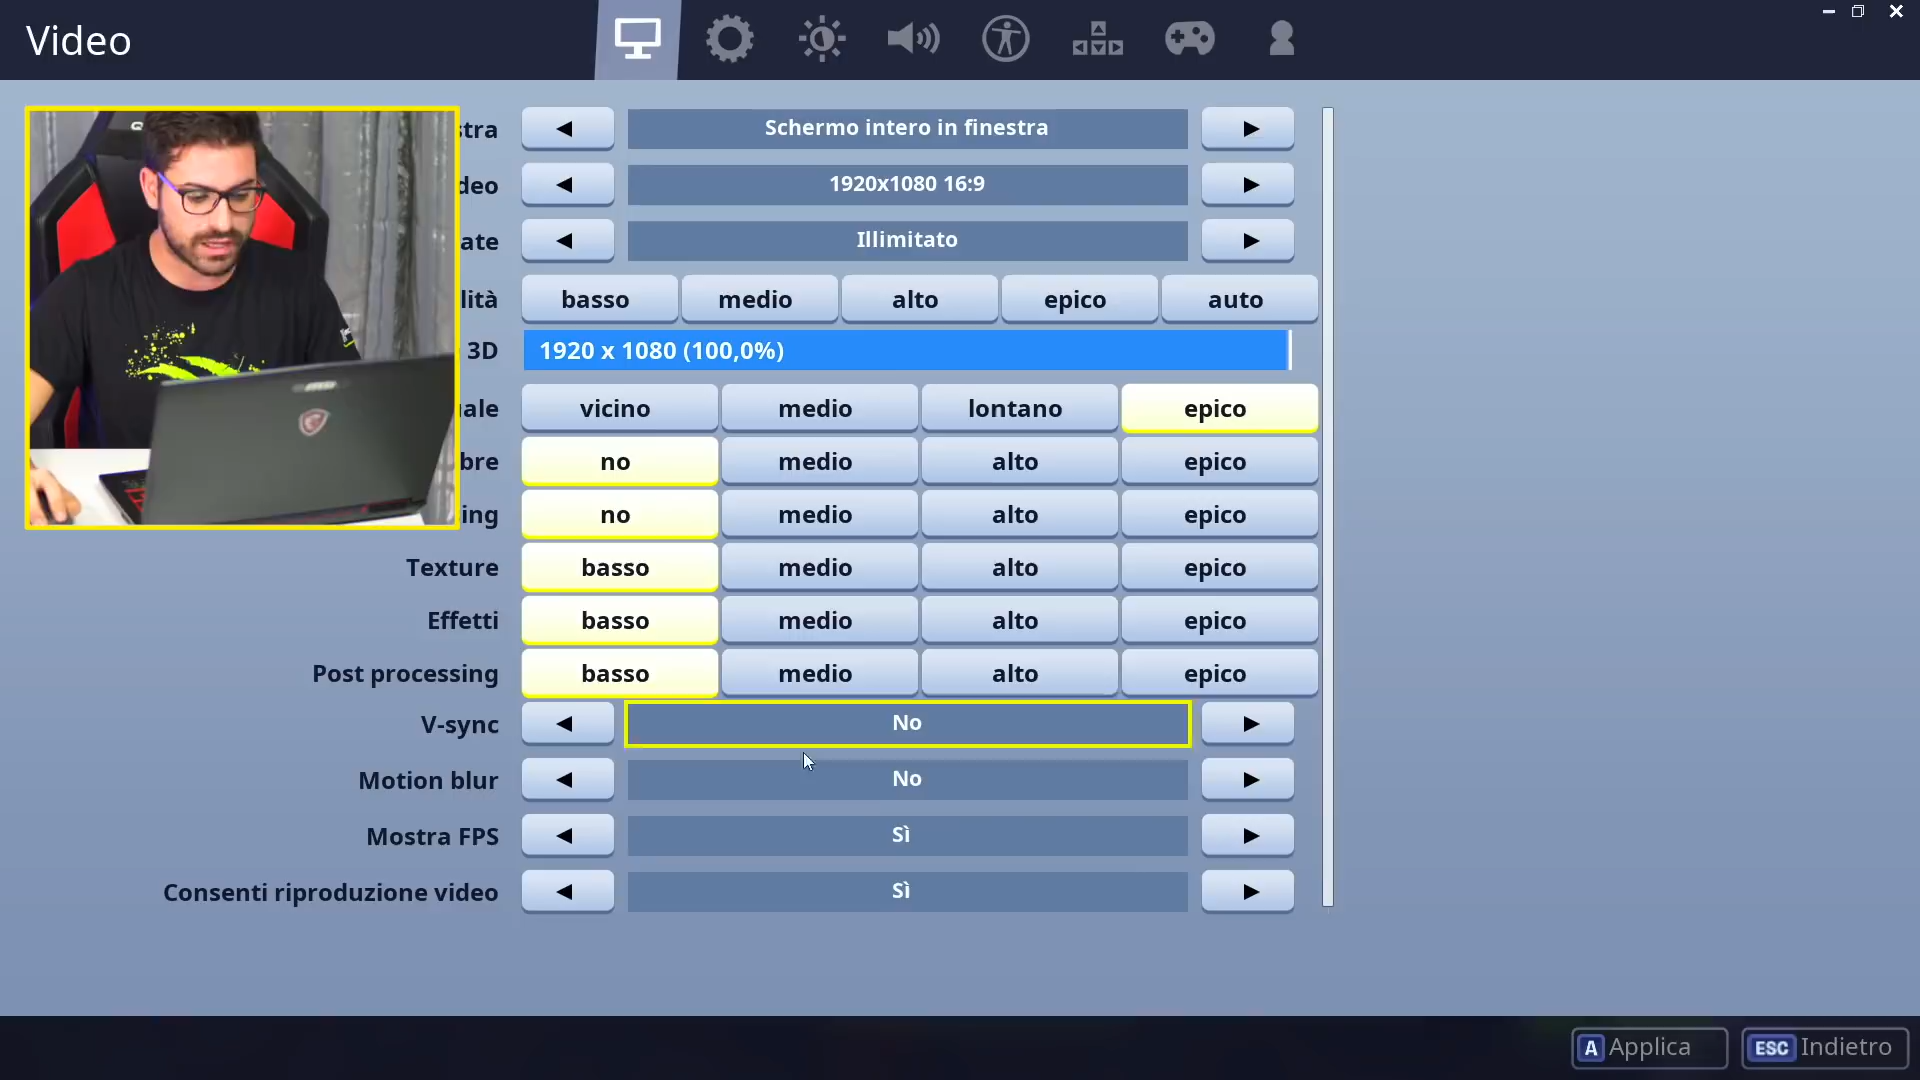 Video
stra ◀ Schermo intero in finestra ▶
deo ◀ 1920x1080 16:9 ▶
ate ◀ Illimitato ▶
lità basso medio alto epico auto
3D 1920 x 1080 (100,0%)
ale vicino medio lontano epico
bre no medio alto epico
ing no medio alto epico
Texture basso medio alto epico
Effetti basso medio alto epico
Post processing basso medio alto epico
V-sync ◀ No ▶
Motion blur ◀ No ▶
Mostra FPS ◀ Sì ▶
Consenti riproduzione video ◀ Sì ▶
A Applica ESC Indietro